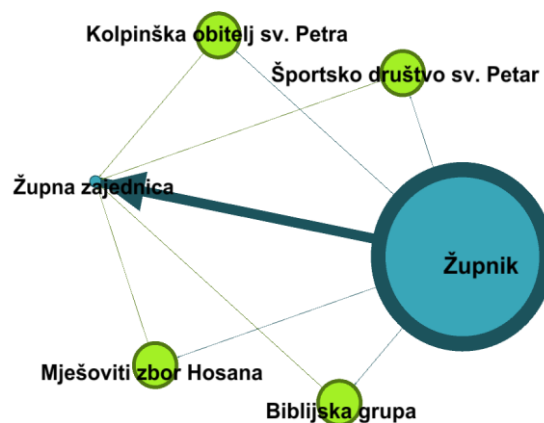 Kolpinška obitelj sv. Petra
Športsko društvo sv. Petar
Župna zajednica
Župnik
Mješoviti zbor Hosana
Biblijska grupa